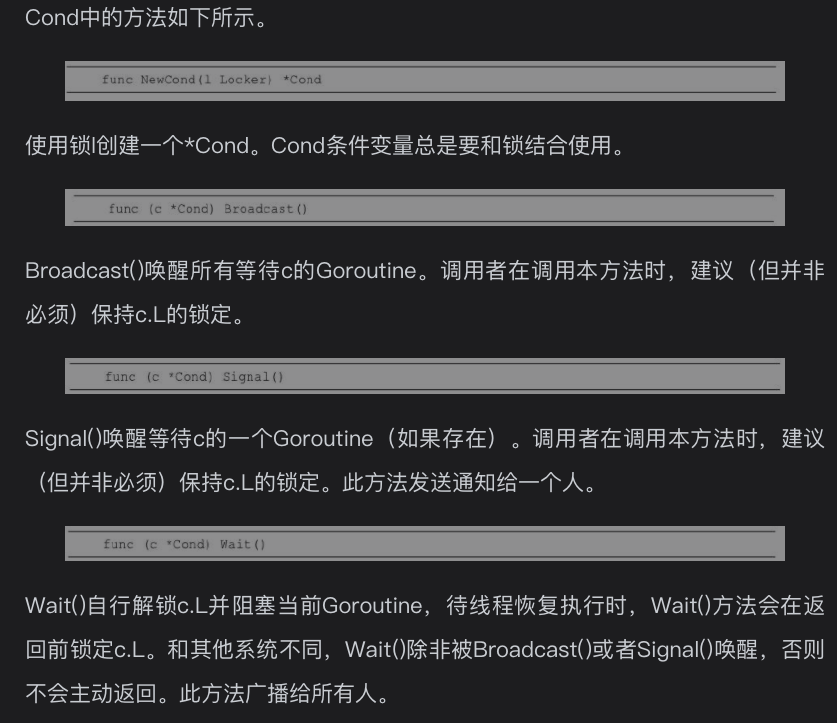 Cond中的方法如下所示。
func NewCond(l Locker) *Cond
使用锁l创建一个*Cond。Cond条件变量总是要和锁结合使用。
func (c *Cond) Broadcast()
Broadcast()唤醒所有等待c的Goroutine。调用者在调用本方法时，建议（但并非
必须）保持c.L的锁定。
func (c *Cond) Signal()
Signal()唤醒等待c的一个Goroutine（如果存在）。调用者在调用本方法时，建议
（但并非必须）保持c.L的锁定。此方法发送通知给一个人。
func (c *Cond) Wait()
Wait()自行解锁c.L并阻塞当前Goroutine，待线程恢复执行时，Wait()方法会在返
回前锁定c.L。和其他系统不同，Wait()除非被Broadcast()或者Signal()唤醒，否则
不会主动返回。此方法广播给所有人。